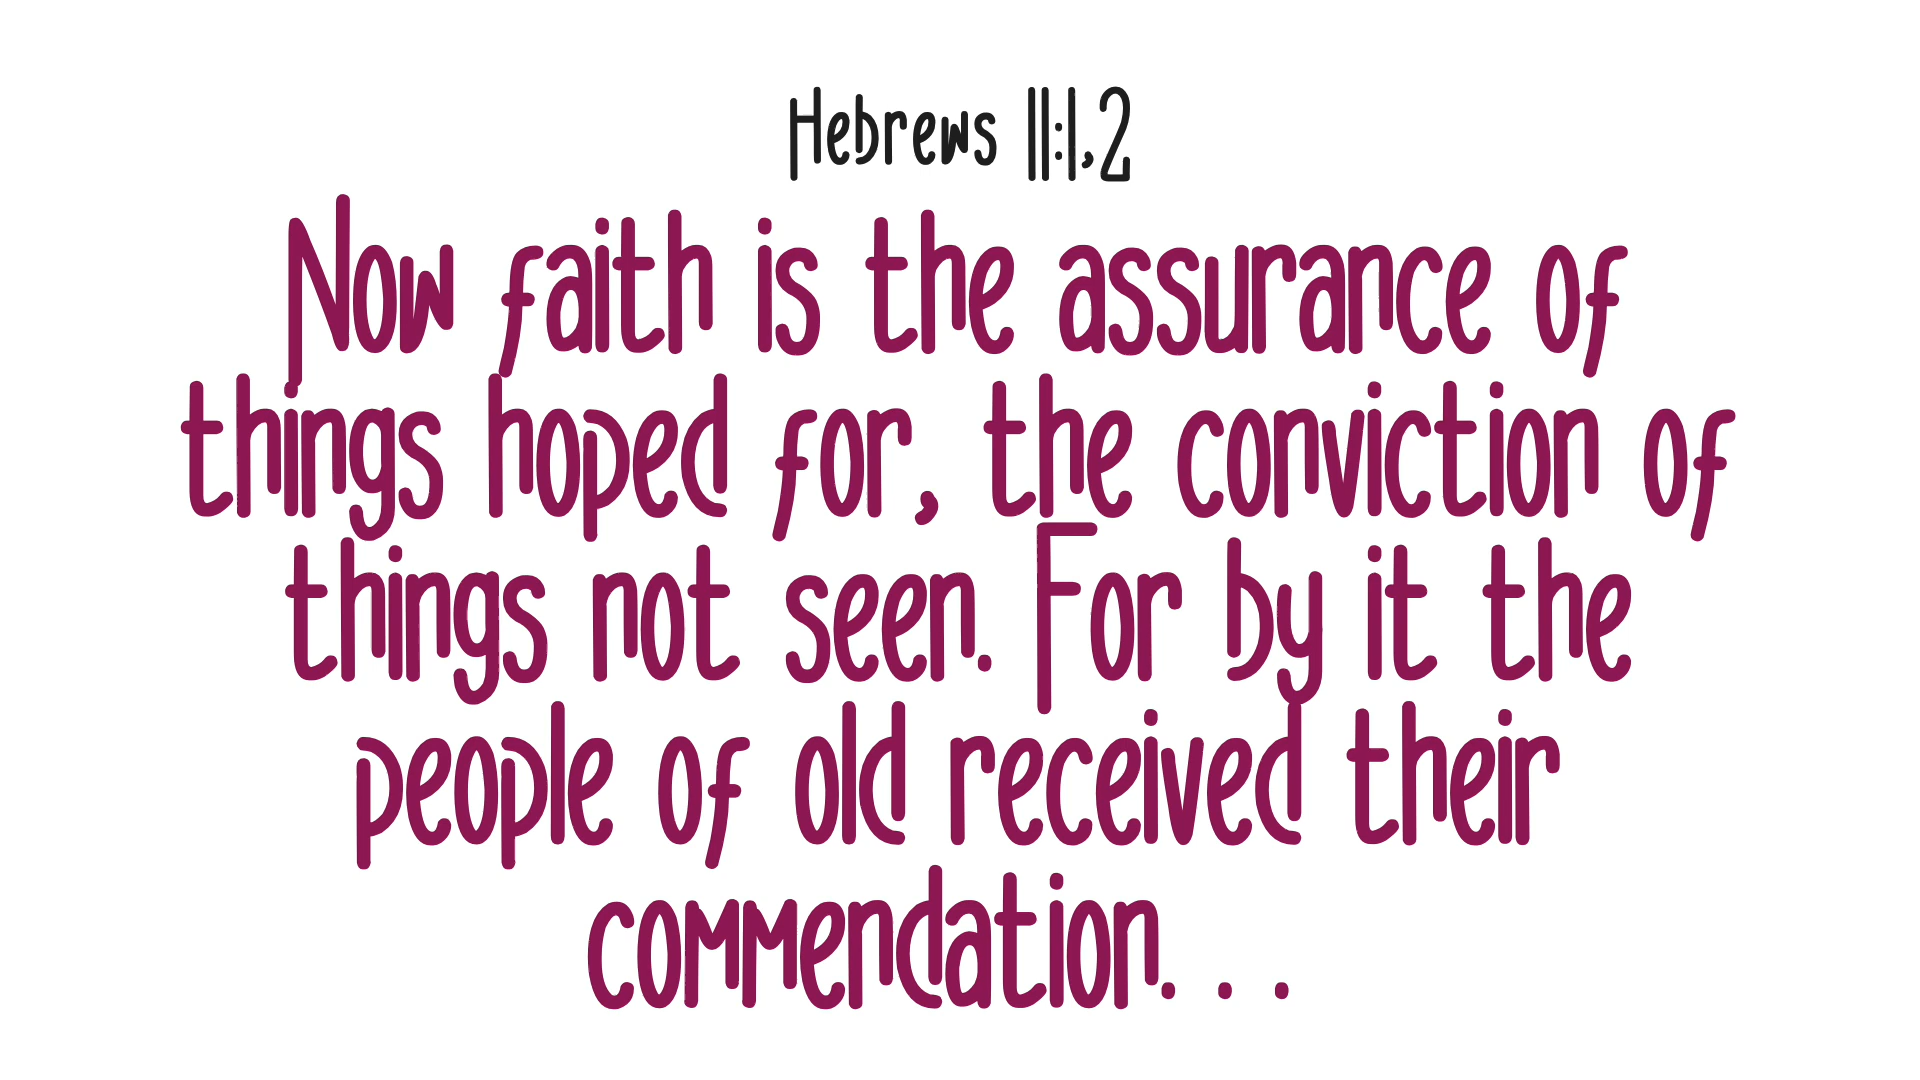 Hebrews 11:1,2
Now faith is the assurance of
things hoped for, the conviction of
things not seen. For by it the
people of old received their
commendation. . .